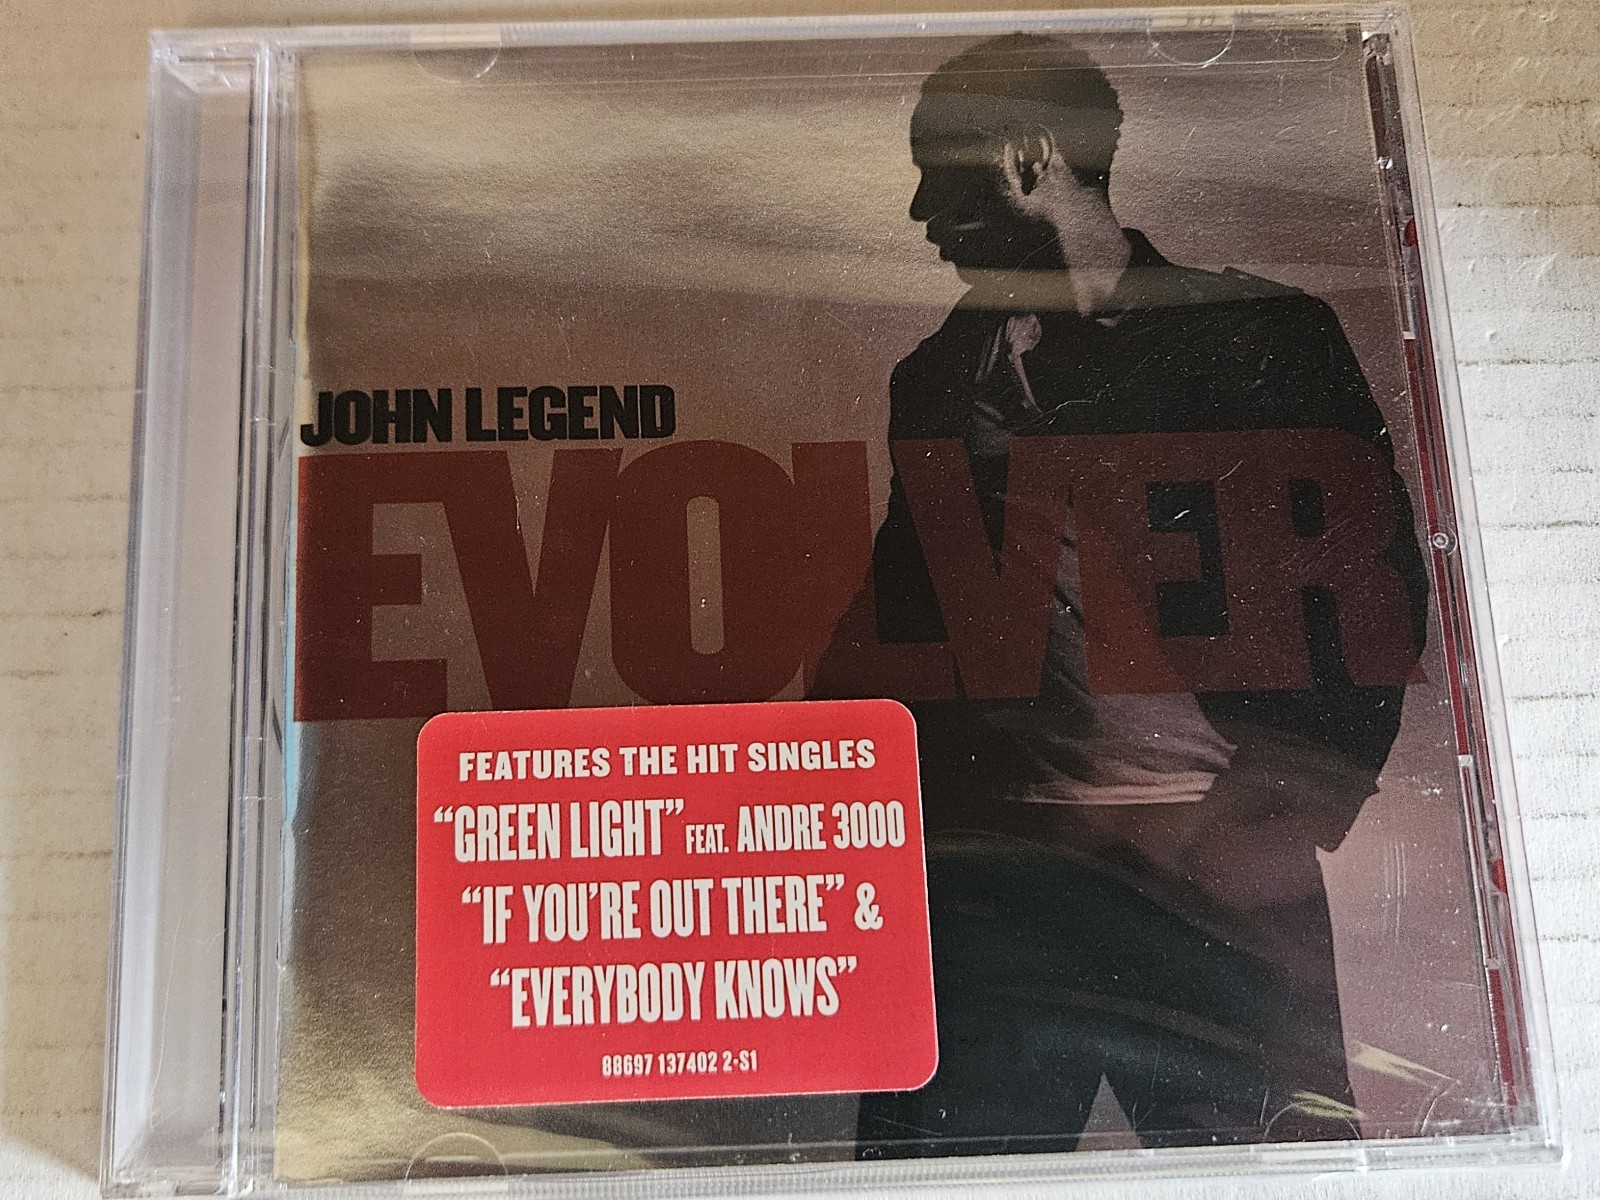 JOHN LEGEND
EVOLVER
FEATURES THE HIT SINGLES
“GREEN LIGHT” FEAT. ANDRE 3000
“IF YOU’RE OUT THERE” &
“EVERYBODY KNOWS”
88697 137402 2-S1